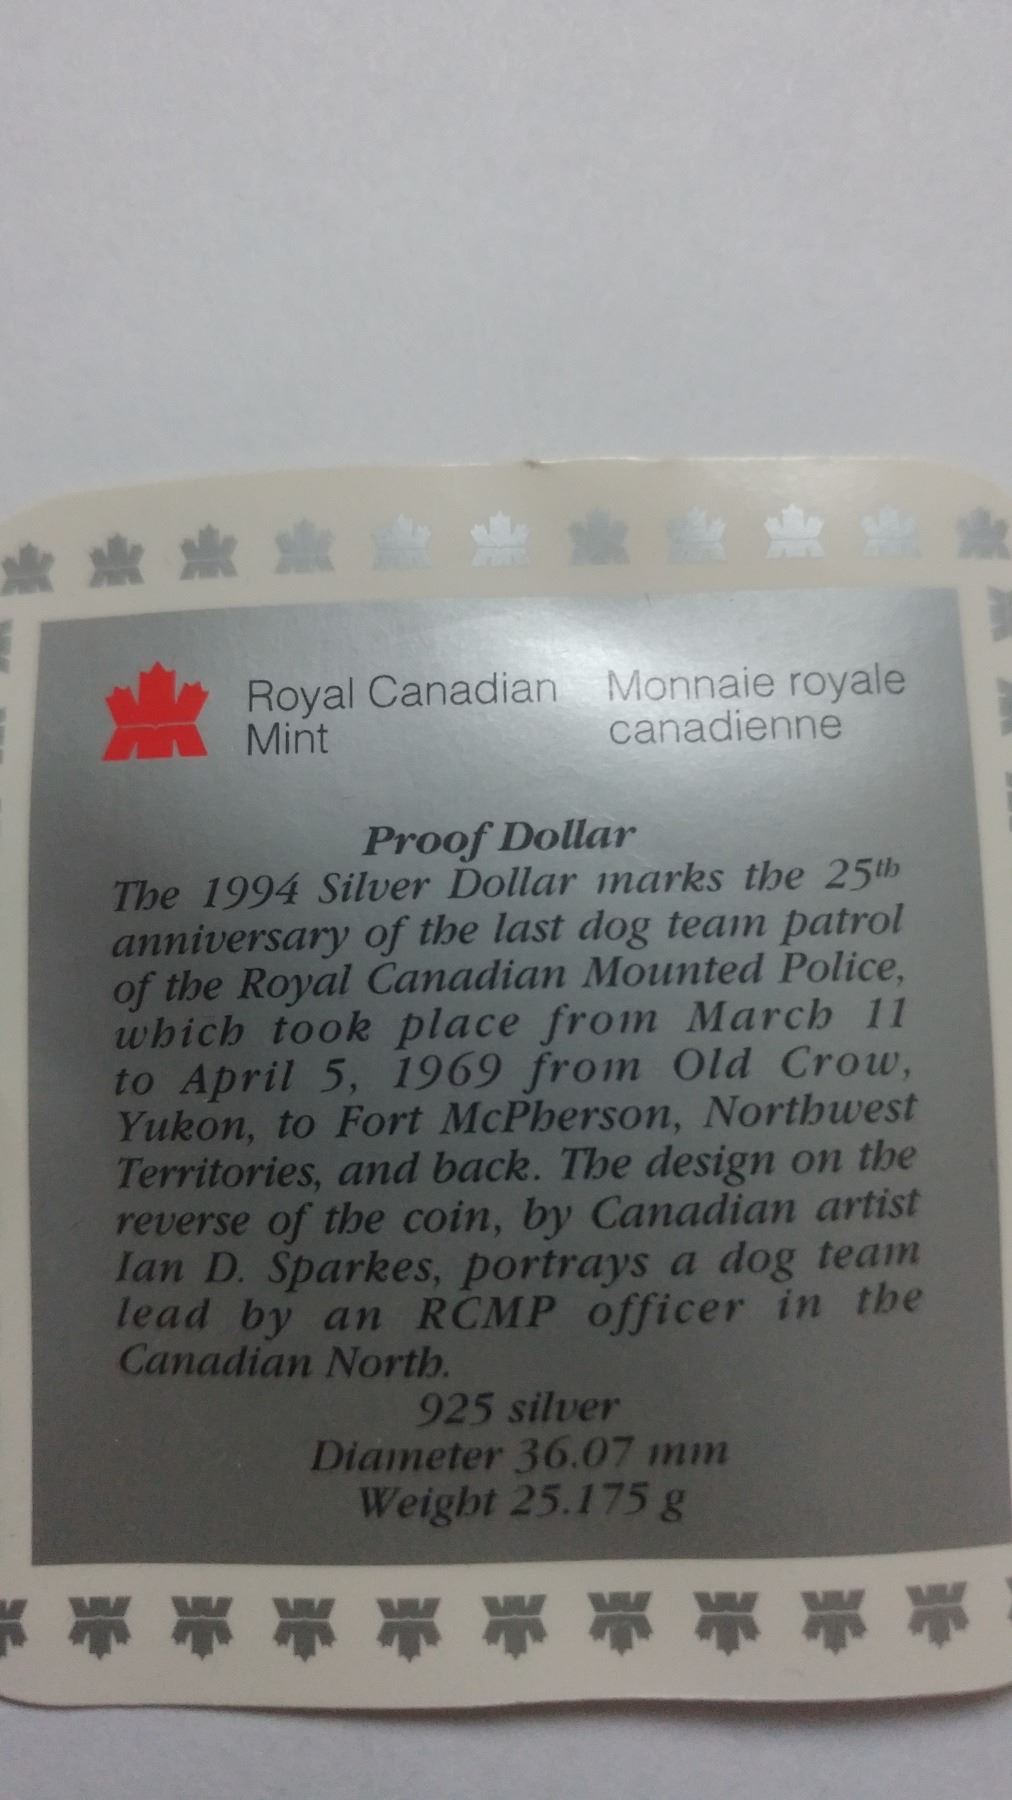 Royal Canadian Mint
Monnaie royale canadienne
Proof Dollar
The 1994 Silver Dollar marks the 25th
anniversary of the last dog team patrol
of the Royal Canadian Mounted Police,
which took place from March 11
to April 5, 1969 from Old Crow,
Yukon, to Fort McPherson, Northwest
Territories, and back. The design on the
reverse of the coin, by Canadian artist
Ian D. Sparkes, portrays a dog team
lead by an RCMP officer in the
Canadian North.
925 silver
Diameter 36.07 mm
Weight 25.175 g